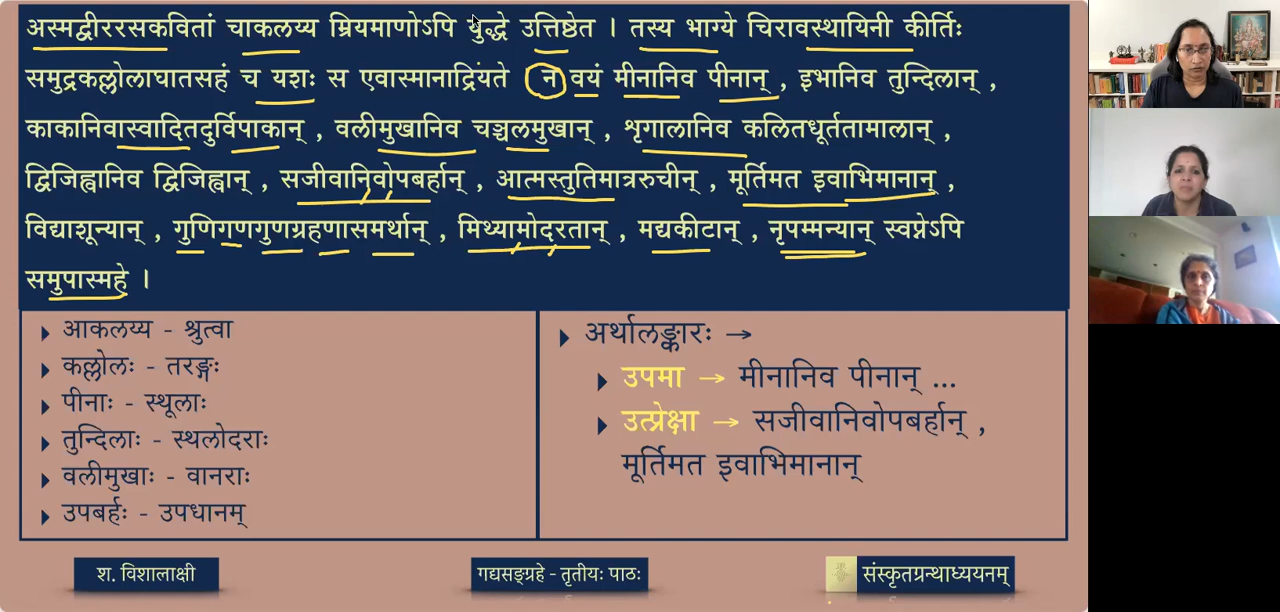 अस्मद्वीररसकवितां चाकलय्य म्रियमाणोऽपि युद्धे उत्तिष्ठेत । तस्य भाग्ये चिरावस्थायिनी कीर्तिः
समुद्रकल्लोलाघातसहं च यशः स एवास्मानाद्रियते न वयं मीनानिव पीनान् , इभानिव तुन्दिलान् ,
काकानिवास्वादितदुर्विपाकान् , वलीमुखानिव चञ्चलमुखान् , शृगालानिव कलितधूर्ततामालान् ,
द्विजिह्वानिव द्विजिह्वान् , सजीवानिवोपबर्हान् , आत्मस्तुतिमात्ररुचीन् , मूर्तिमत इवाभिमानान् ,
विद्याशून्यान् , गुणिगणगुणग्रहणासमर्थान् , मिथ्यामोदरतान् , मद्यकीटान् , नृपम्मन्यान् स्वप्नेऽपि
समुपास्महे ।
आकलय्य - श्रुत्वा
कल्लोलः - तरङ्गः
पीनाः - स्थूलाः
तुन्दिलाः - स्थलोदराः
वलीमुखाः - वानराः
उपबर्हः - उपधानम्
अर्थालङ्कारः →
उपमा → मीनानिव पीनान् ...
उत्प्रेक्षा → सजीवानिवोपबर्हान् ,
मूर्तिमत इवाभिमानान्
श. विशालाक्षी
गद्यसङ्ग्रहे - तृतीयः पाठः
संस्कृतग्रन्थाध्ययनम्